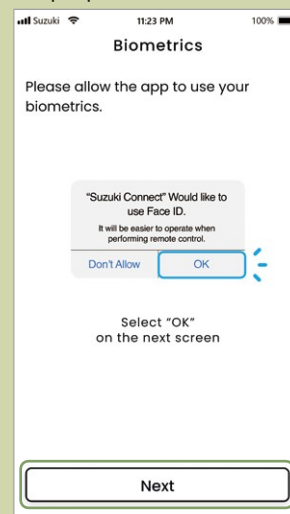 Suzuki 11:23 PM 100%
Biometrics
Please allow the app to use your
biometrics.
"Suzuki Connect" Would like to
use Face ID.
It will be easier to operate when
performing remote control.
Don't Allow OK
Select "OK"
on the next screen
Next